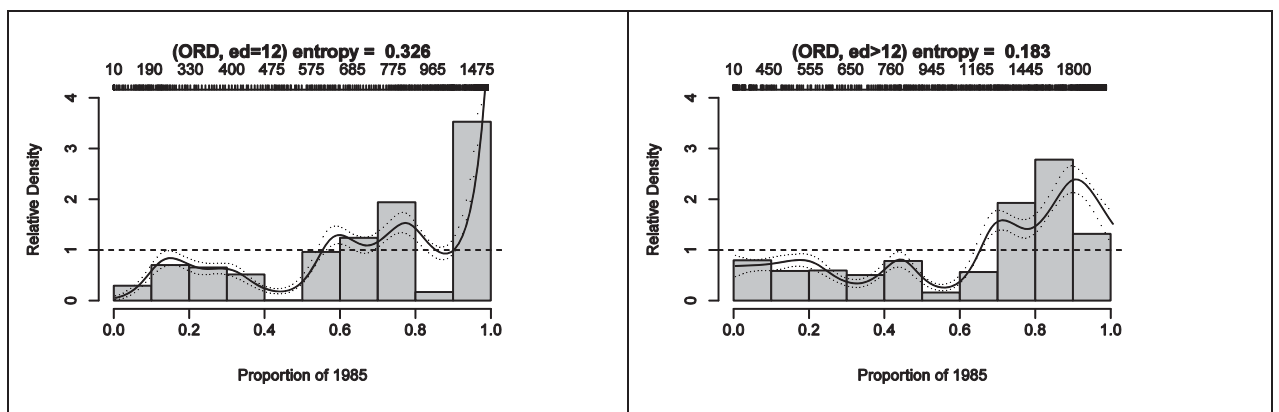 (ORD, ed=12) entropy = 0.326
10 190 330 400 475 575 685 775 965 1475
4
3
2
1
0
Relative Density
0.0 0.2 0.4 0.6 0.8 1.0
Proportion of 1985
(ORD, ed>12) entropy = 0.183
10 450 555 650 760 945 1165 1445 1800
4
3
2
1
0
Relative Density
0.0 0.2 0.4 0.6 0.8 1.0
Proportion of 1985